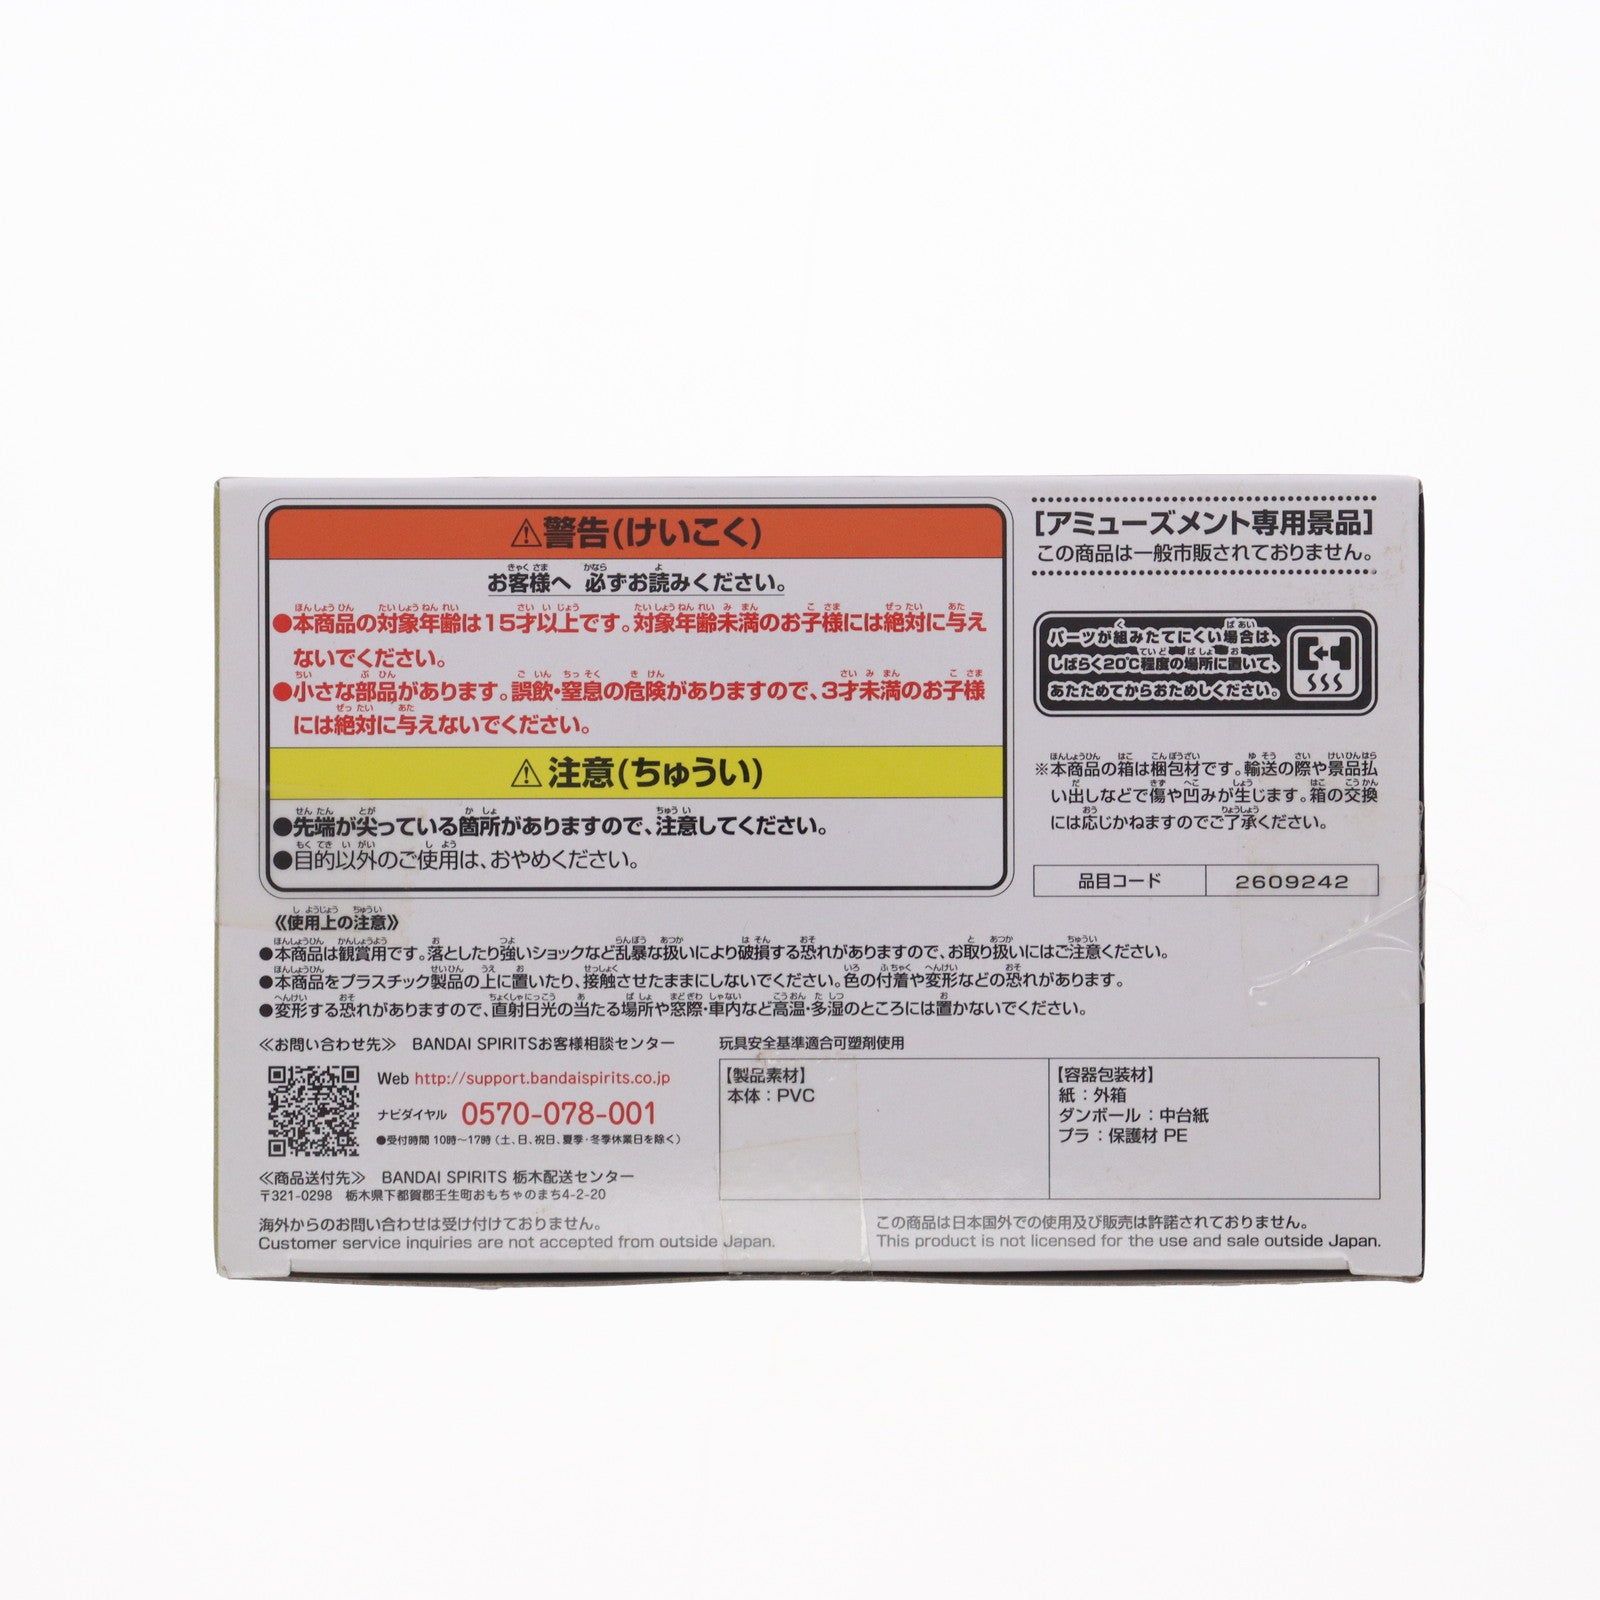 ⚠警告(けいこく)
お客様へ 必ずお読みください。
●本商品の対象年齢は15才以上です。対象年齢未満のお子様には絶対に与え
ないでください。
●小さな部品があります。誤飲・窒息の危険がありますので、3才未満のお子様
には絶対に与えないでください。
⚠注意(ちゅうい)
●先端が尖っている箇所がありますので、注意してください。
●目的以外のご使用は、おやめください。
[アミューズメント専用景品]
この商品は一般市販されておりません。
パーツが組みたてにくい場合は、
しばらく20℃程度の場所に置いて、
あたためてからおためしください。
※本商品の箱は梱包材です。輸送の際や景品払
い出しなどで傷や凹みが生じます。箱の交換
には応じかねますのでご了承ください。
品目コード 2609242
《使用上の注意》
●本商品は観賞用です。落としたり強いショックなど乱暴な扱いにより破損する恐れがありますので、お取り扱いにはご注意ください。
●本商品をプラスチック製品の上に置いたり、接触させたままにしないでください。色の付着や変形などの恐れがあります。
●変形する恐れがありますので、直射日光の当たる場所や窓際・車内など高温・多湿のところには置かないでください。
≪お問い合わせ先≫ BANDAI SPIRITSお客様相談センター
Web http://support.bandaispirits.co.jp
ナビダイヤル 0570-078-001
●受付時間 10時～17時（土、日、祝日、夏季・冬季休業日を除く）
≪商品送付先≫ BANDAI SPIRITS 栃木配送センター
〒321-0298 栃木県下都賀郡壬生町おもちゃのまち4-2-20
玩具安全基準適合可塑剤使用
【製品素材】
本体：PVC
【容器包装材】
紙：外箱
ダンボール：中台紙
プラ：保護材 PE
海外からのお問い合わせは受け付けておりません。
Customer service inquiries are not accepted from outside Japan.
この商品は日本国外での使用及び販売は許諾されておりません。
This product is not licensed for the use and sale outside Japan.